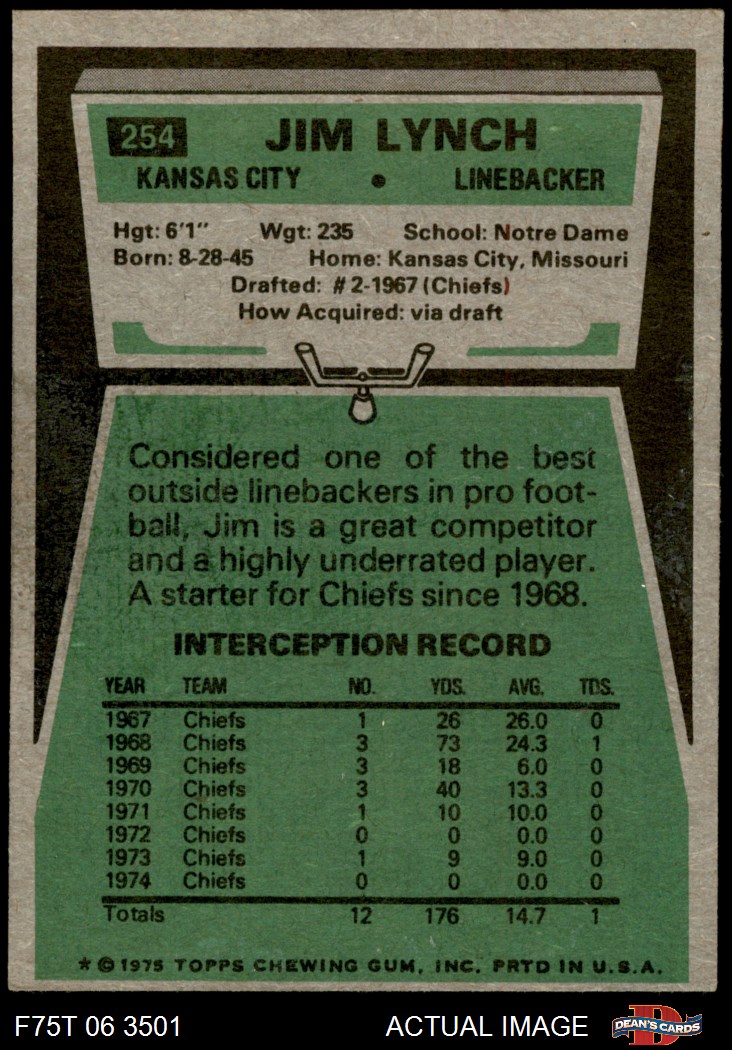 254 JIM LYNCH
KANSAS CITY • LINEBACKER
Hgt: 6'1" Wgt: 235 School: Notre Dame
Born: 8-28-45 Home: Kansas City, Missouri
Drafted: #2-1967 (Chiefs)
How Acquired: via draft
Considered one of the best
outside linebackers in pro foot-
ball, Jim is a great competitor
and a highly underrated player.
A starter for Chiefs since 1968.
INTERCEPTION RECORD
YEAR TEAM NO. YDS. AVG. TDS.
1967 Chiefs 1 26 26.0 0
1968 Chiefs 3 73 24.3 1
1969 Chiefs 3 18 6.0 0
1970 Chiefs 3 40 13.3 0
1971 Chiefs 1 10 10.0 0
1972 Chiefs 0 0 0.0 0
1973 Chiefs 1 9 9.0 0
1974 Chiefs 0 0 0.0 0
Totals 12 176 14.7 1
* © 1975 TOPPS CHEWING GUM, INC. PRTD IN U.S.A.
F75T 06 3501 ACTUAL IMAGE D DEAN'S CARDS